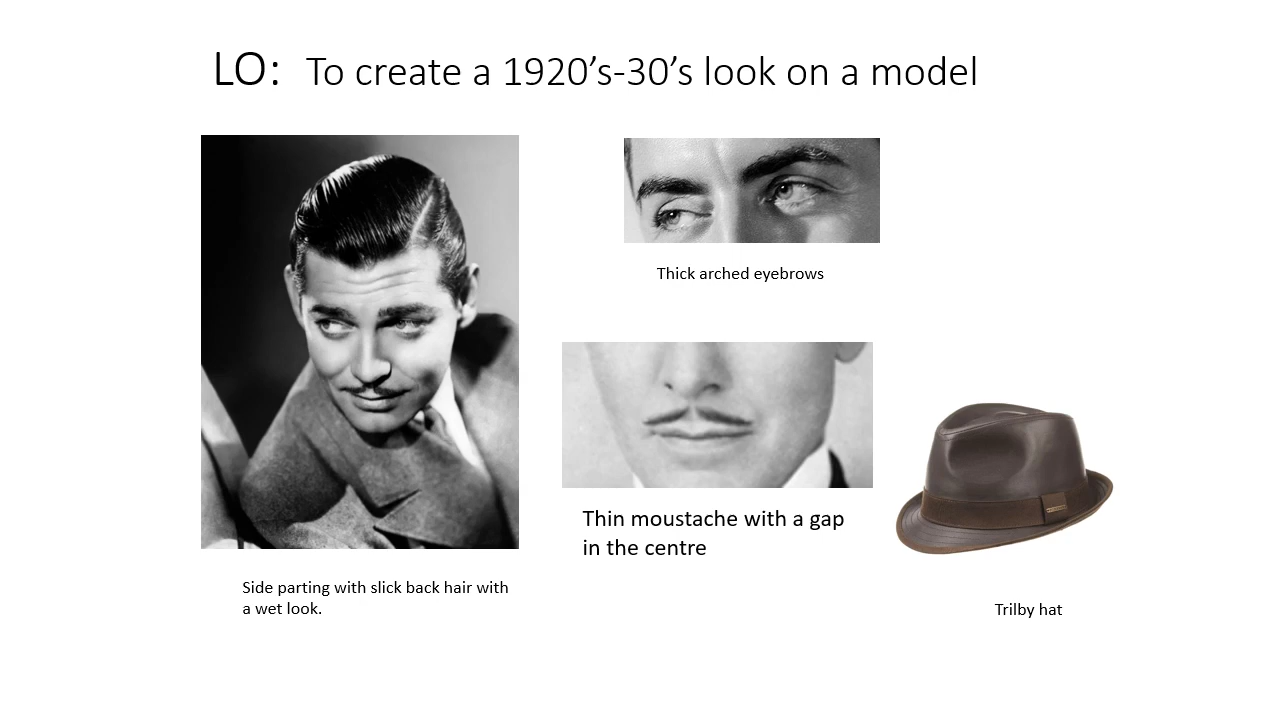 LO: To create a 1920’s-30’s look on a model
Thick arched eyebrows
Thin moustache with a gap
in the centre
Side parting with slick back hair with
a wet look.
Trilby hat